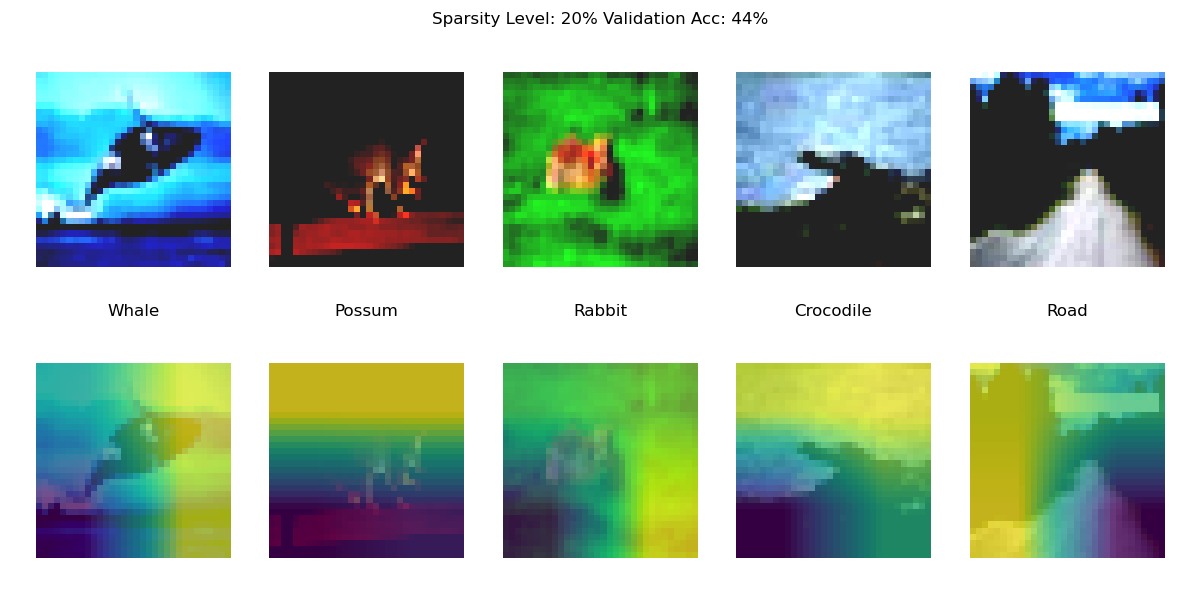 Sparsity Level: 20% Validation Acc: 44%
Whale
Possum
Rabbit
Crocodile
Road